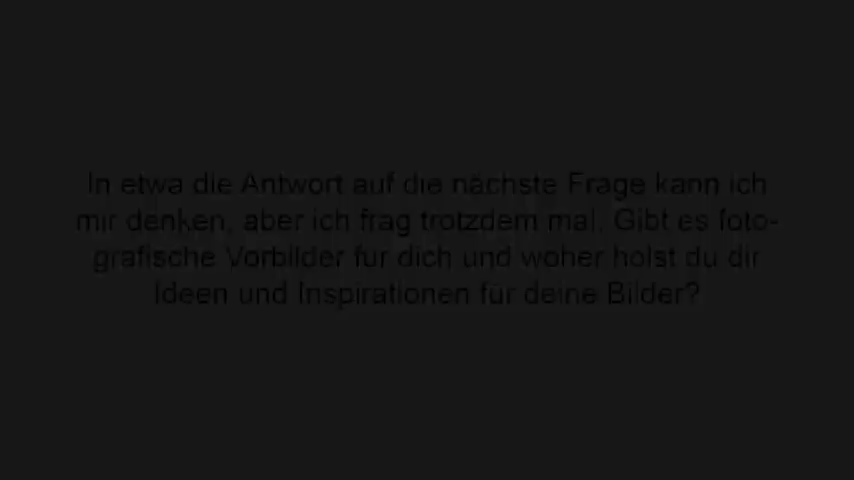 In etwa die Antwort auf die nächste Frage kann ich
mir denken, aber ich frag trotzdem mal. Gibt es foto-
grafische Vorbilder für dich und woher holst du dir
Ideen und Inspirationen für deine Bilder?